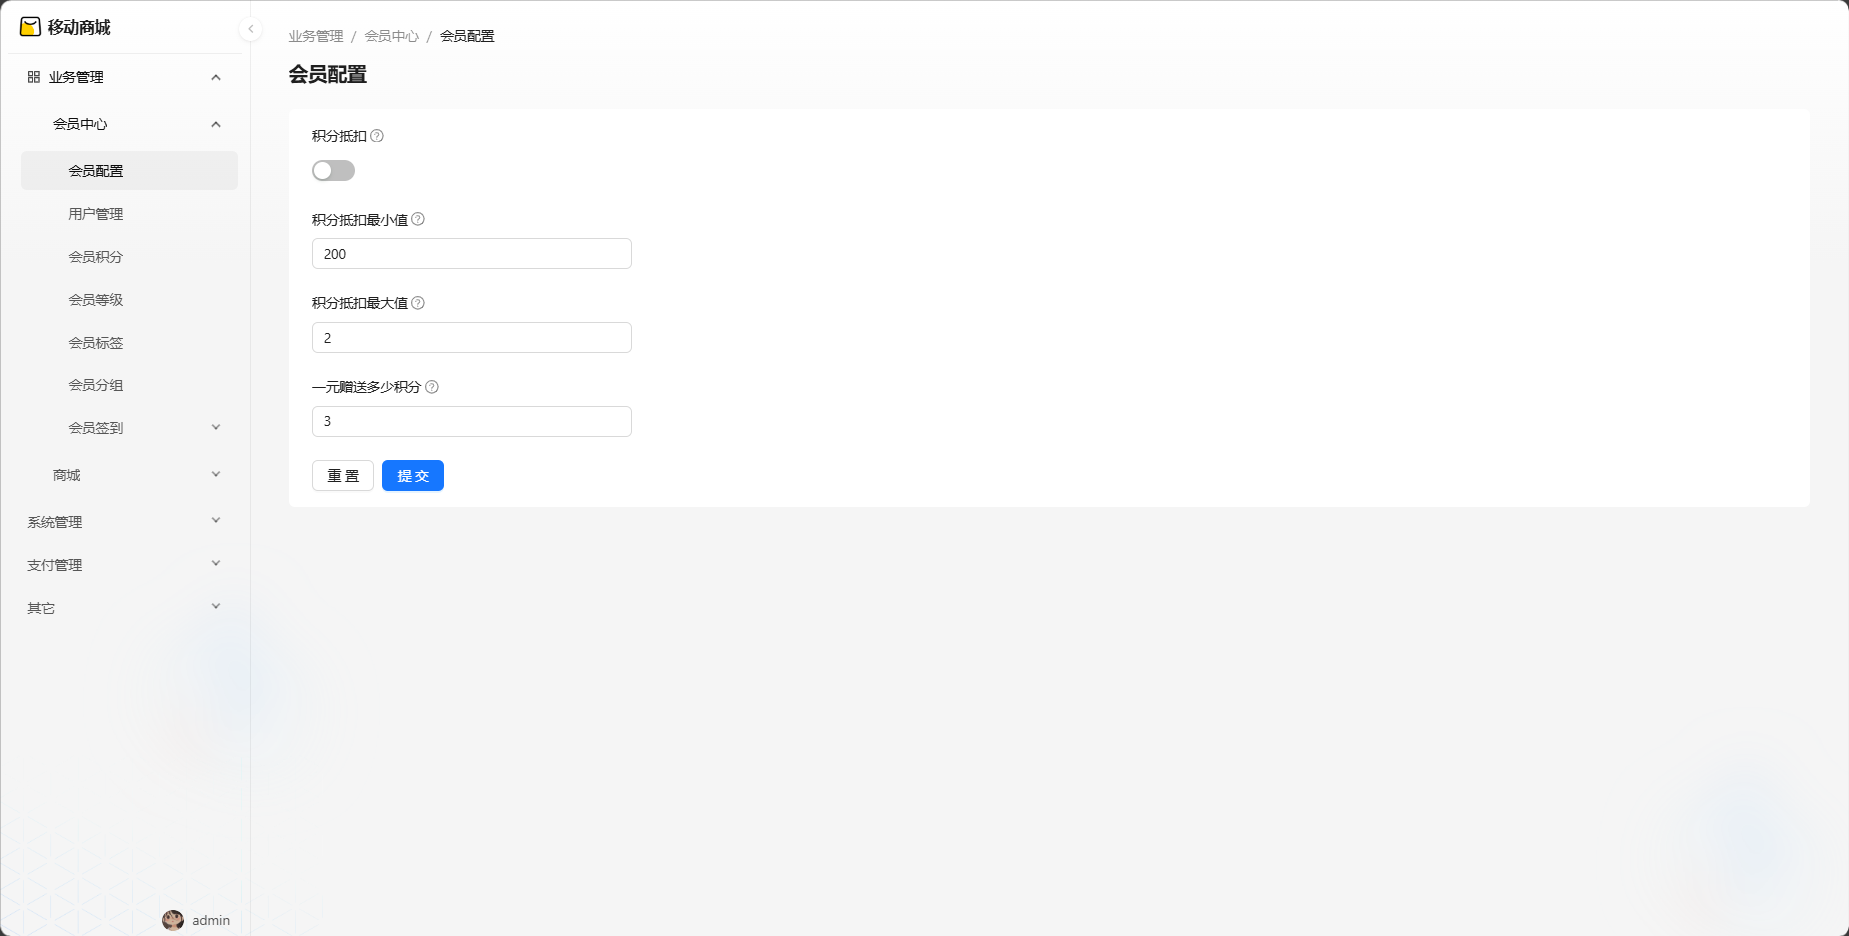 移动商城
业务管理
会员中心
会员配置
用户管理
会员积分
会员等级
会员标签
会员分组
会员签到
商城
系统管理
支付管理
其它
admin
业务管理 / 会员中心 / 会员配置
会员配置
积分抵扣
积分抵扣最小值
200
积分抵扣最大值
2
一元赠送多少积分
3
重 置 提 交